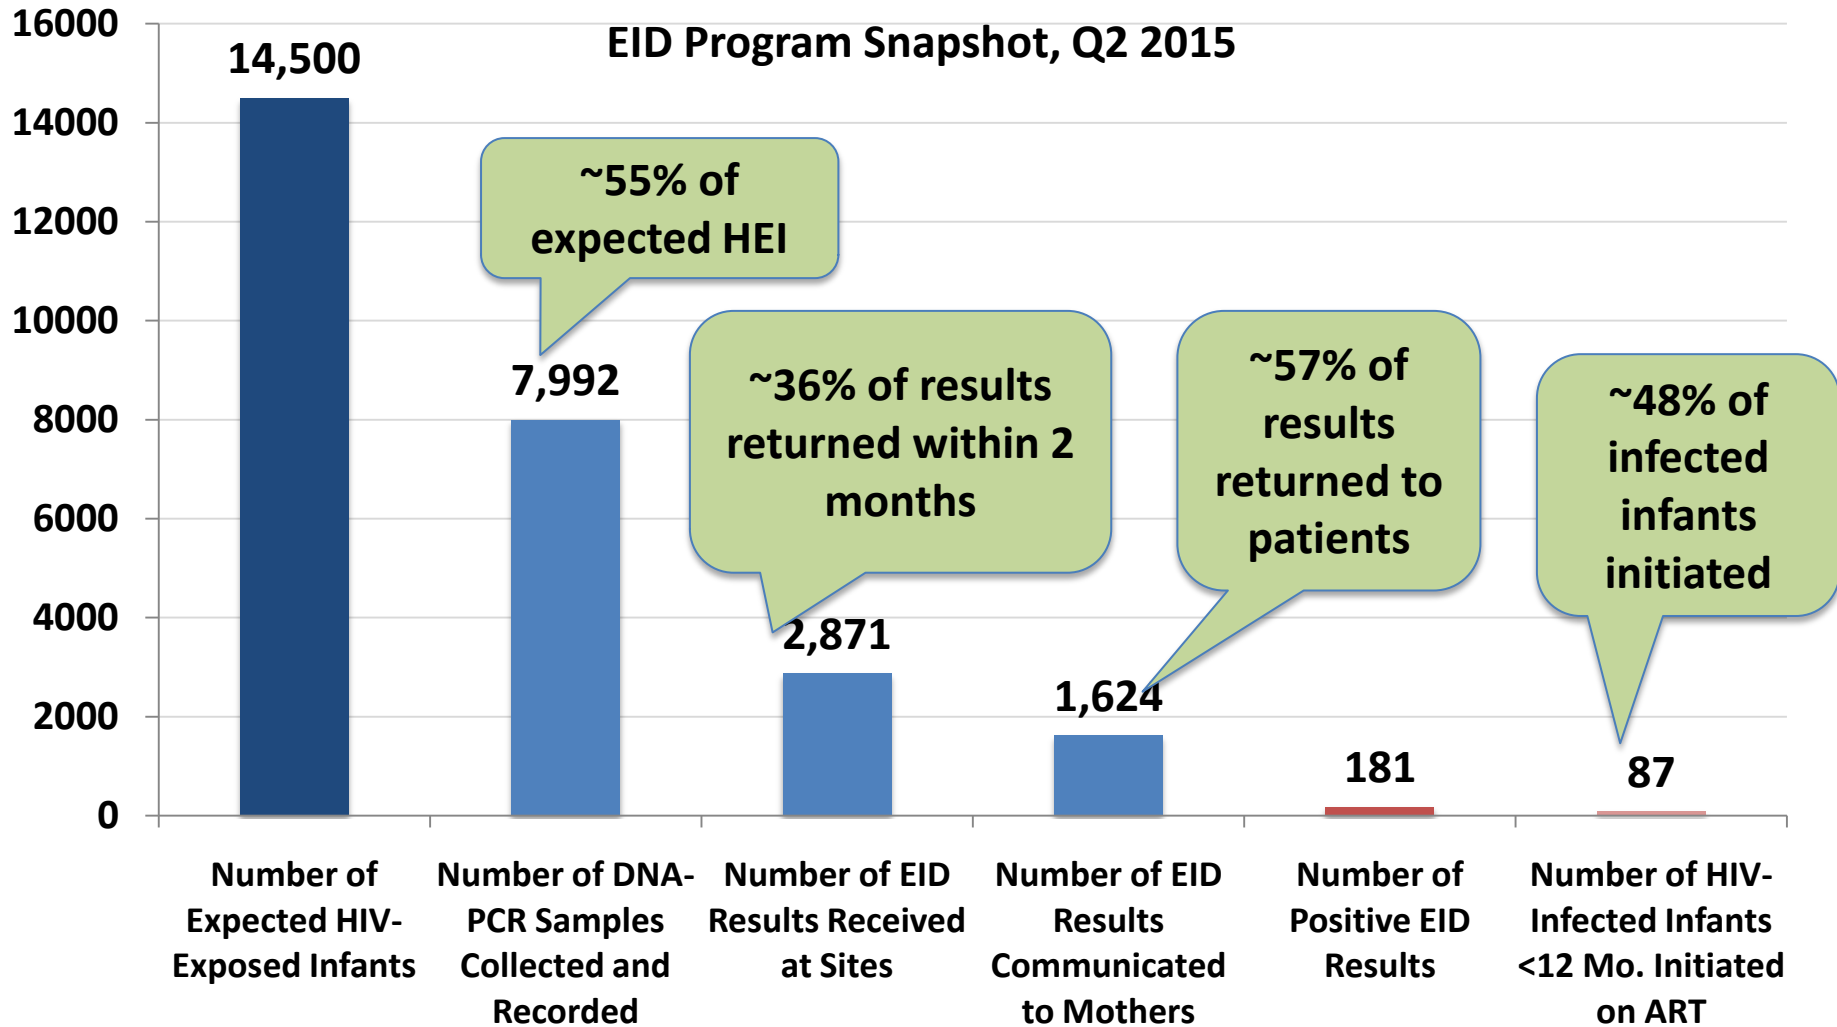 EID Program Snapshot, Q2 2015
16000
14000
12000
10000
8000
6000
4000
2000
0
14,500
7,992
2,871
1,624
181
87
~55% of
expected HEI
~36% of results
returned within 2
months
~57% of
results
returned to
patients
~48% of
infected
infants
initiated
Number of
Expected HIV-
Exposed Infants
Number of DNA-
PCR Samples
Collected and
Recorded
Number of EID
Results Received
at Sites
Number of EID
Results
Communicated
to Mothers
Number of
Positive EID
Results
Number of HIV-
Infected Infants
<12 Mo. Initiated
on ART